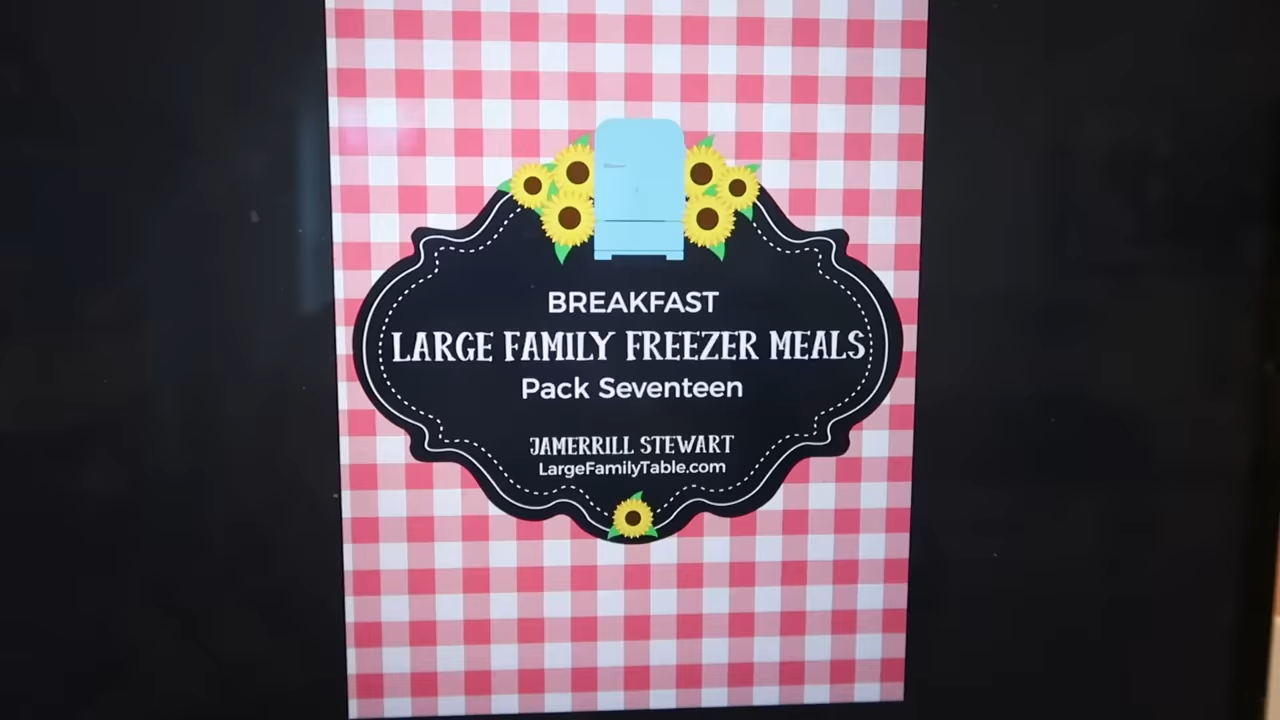 BREAKFAST
LARGE FAMILY FREEZER MEALS
Pack Seventeen
JAMERRILL STEWART
LargeFamilyTable.com